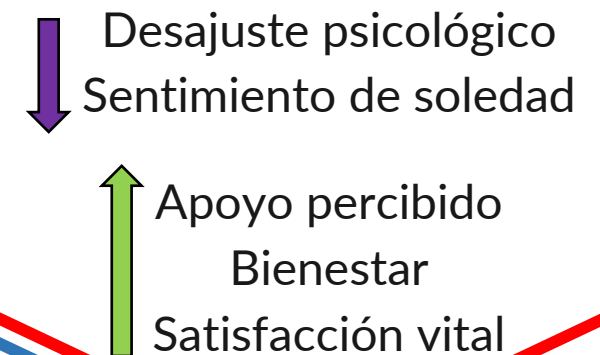 Desajuste psicológico
Sentimiento de soledad
Apoyo percibido
Bienestar
Satisfacción vital